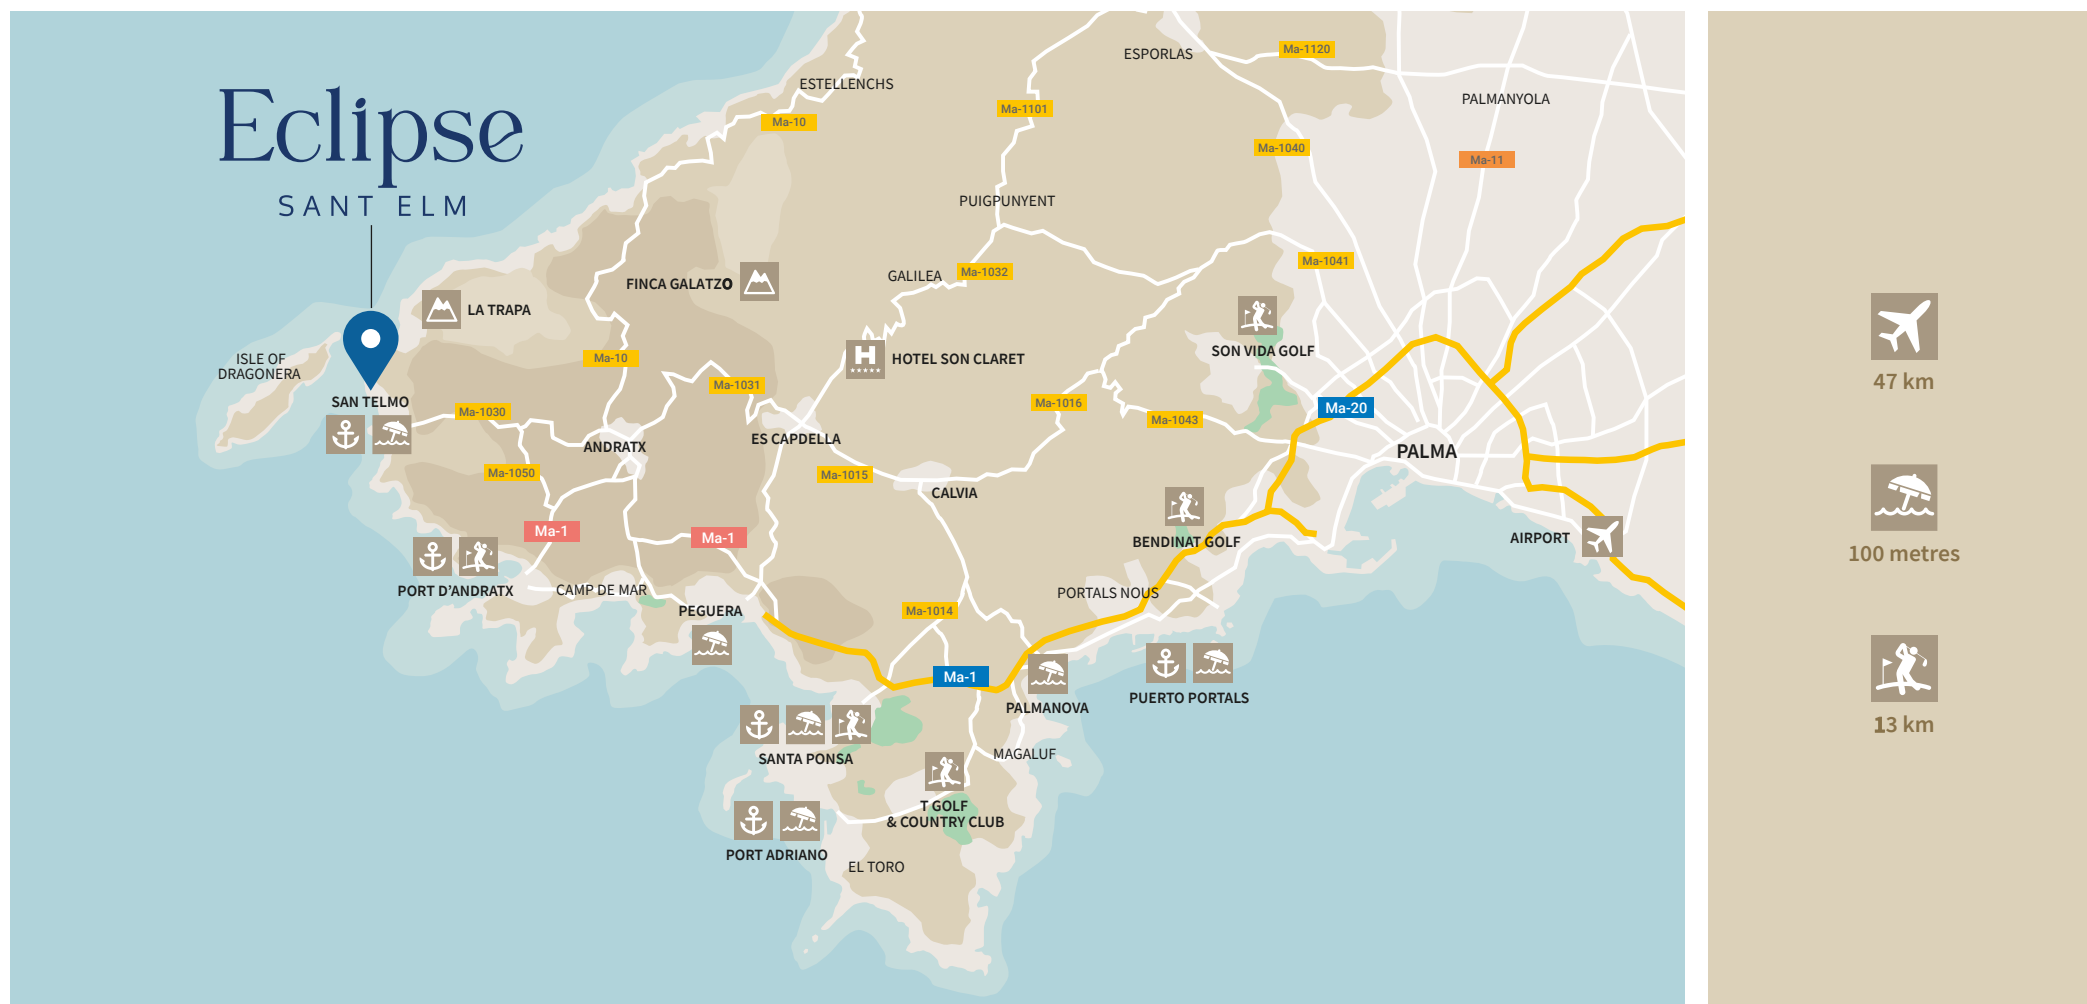 Eclipse
SANT ELM
ESTELLENCHS
ESPORLAS
Ma-1120
PALMANYOLA
Ma-10
Ma-1101
Ma-1040
Ma-11
PUIGPUNYENT
FINCA GALATZO
GALILEA
Ma-1032
Ma-1041
LA TRAPA
ISLE OF
DRAGONERA
Ma-10
H
HOTEL SON CLARET
SON VIDA GOLF
SAN TELMO
Ma-1030
Ma-1031
Ma-1016
Ma-1043
Ma-20
ANDRATX
ES CAPDELLA
PALMA
Ma-1050
Ma-1015
CALVIA
Ma-1
Ma-1
BENDINAT GOLF
AIRPORT
PORT D’ANDRATX
CAMP DE MAR
PEGUERA
Ma-1014
PORTALS NOUS
Ma-1
PALMANOVA
PUERTO PORTALS
SANTA PONSA
MAGALUF
T GOLF
& COUNTRY CLUB
PORT ADRIANO
EL TORO
47 km
100 metres
13 km